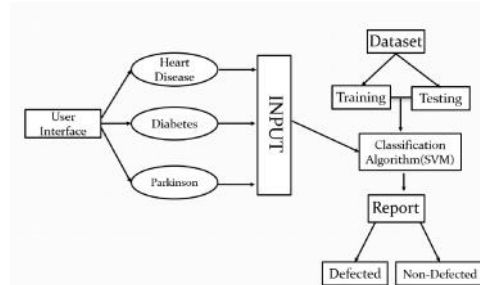 User
Interface
Heart
Disease
Diabetes
Parkinson
INPUT
Dataset
Training
Testing
Classification
Algorithm(SVM)
Report
Defected
Non-Defected